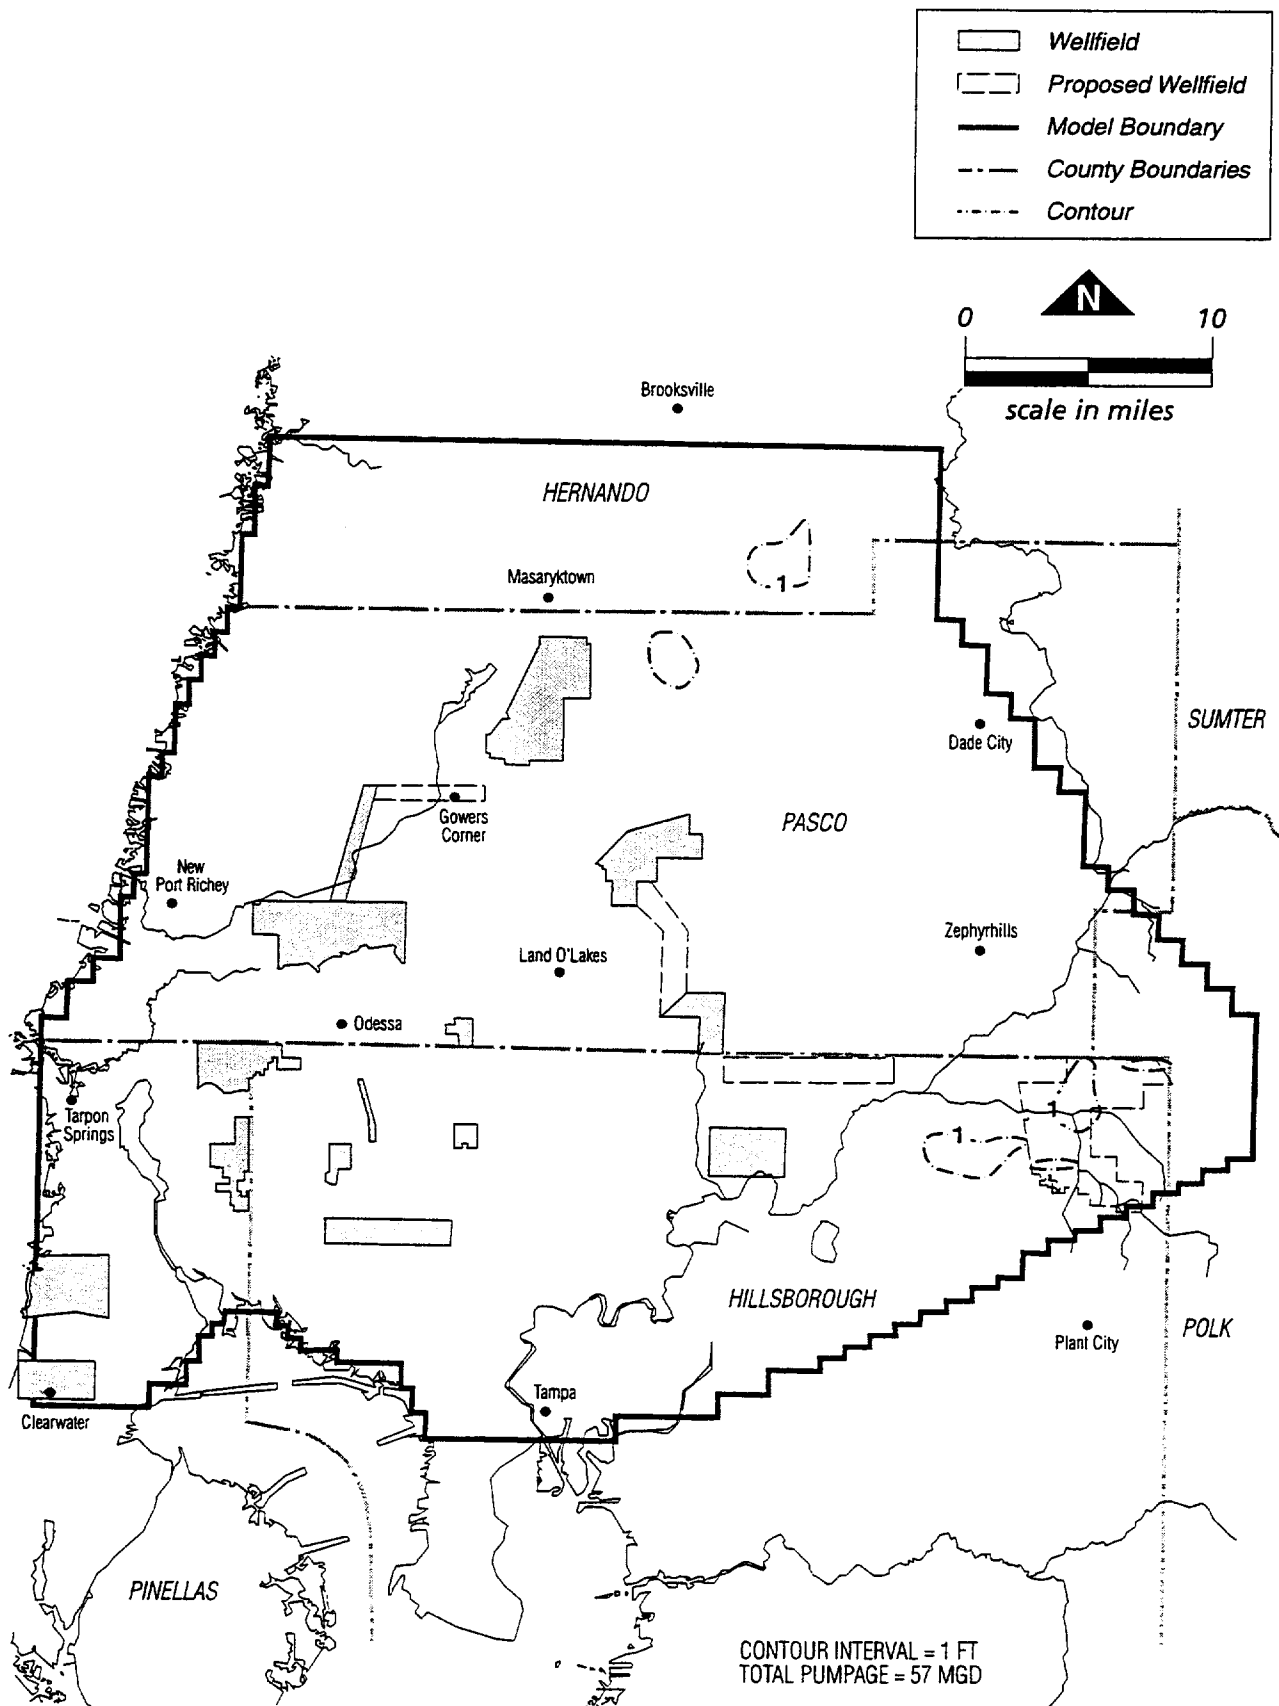 Wellfield
Proposed Wellfield
Model Boundary
County Boundaries
Contour
N
0 10
scale in miles
Brooksville
HERNANDO
1
Masaryktown
SUMTER
Dade City
Gowers
Corner
PASCO
New
Port Richey
Zephyrhills
Land O'Lakes
Odessa
Tarpon
Springs
1
1
HILLSBOROUGH
Plant City
POLK
Tampa
Clearwater
PINELLAS
CONTOUR INTERVAL = 1 FT
TOTAL PUMPAGE = 57 MGD